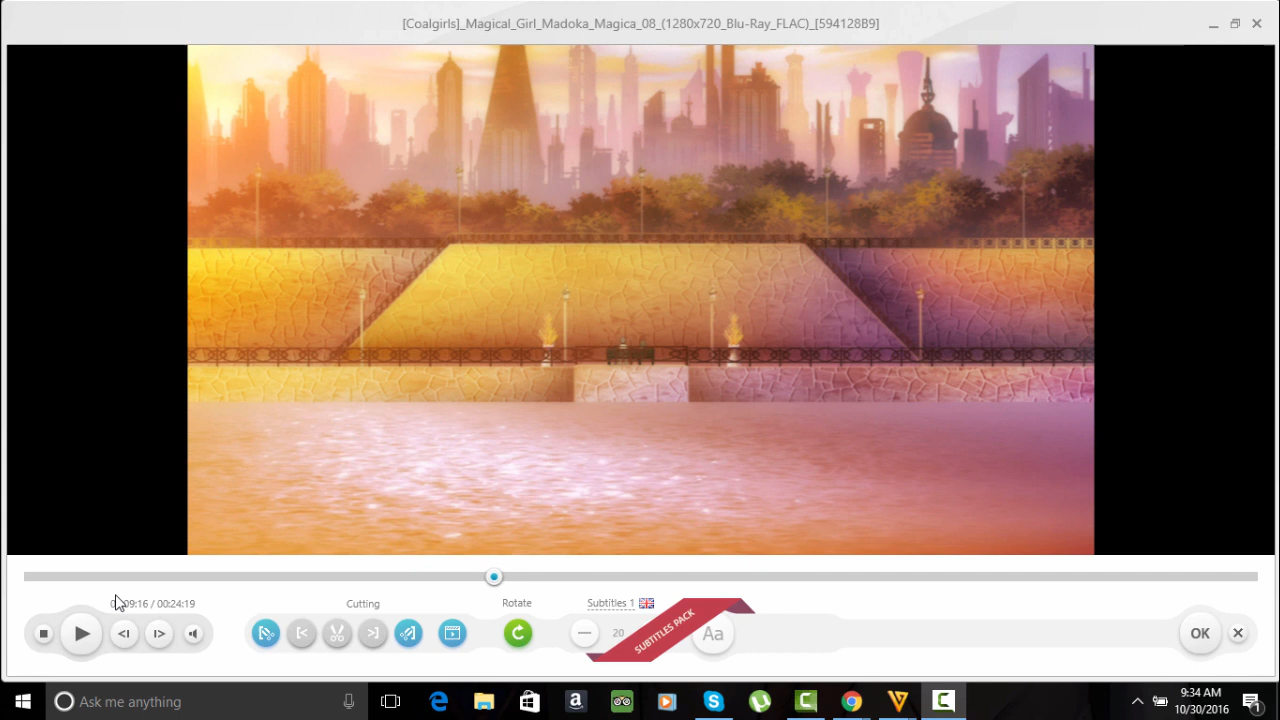 [Coalgirls]_Magical_Girl_Madoka_Magica_08_(1280x720_Blu-Ray_FLAC)_[594128B9]
09:16 / 00:24:19
Cutting
Rotate
Subtitles 1
20
SUBTITLES PACK
Aa
OK
Ask me anything
9:34 AM
10/30/2016
1